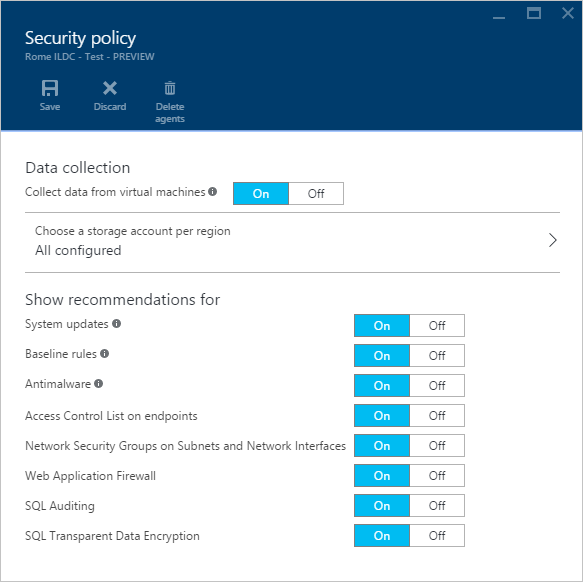 Security policy
Rome ILDC - Test - PREVIEW
Save
Discard
Delete
agents
Data collection
Collect data from virtual machines On Off
Choose a storage account per region
All configured
Show recommendations for
System updates On Off
Baseline rules On Off
Antimalware On Off
Access Control List on endpoints On Off
Network Security Groups on Subnets and Network Interfaces On Off
Web Application Firewall On Off
SQL Auditing On Off
SQL Transparent Data Encryption On Off